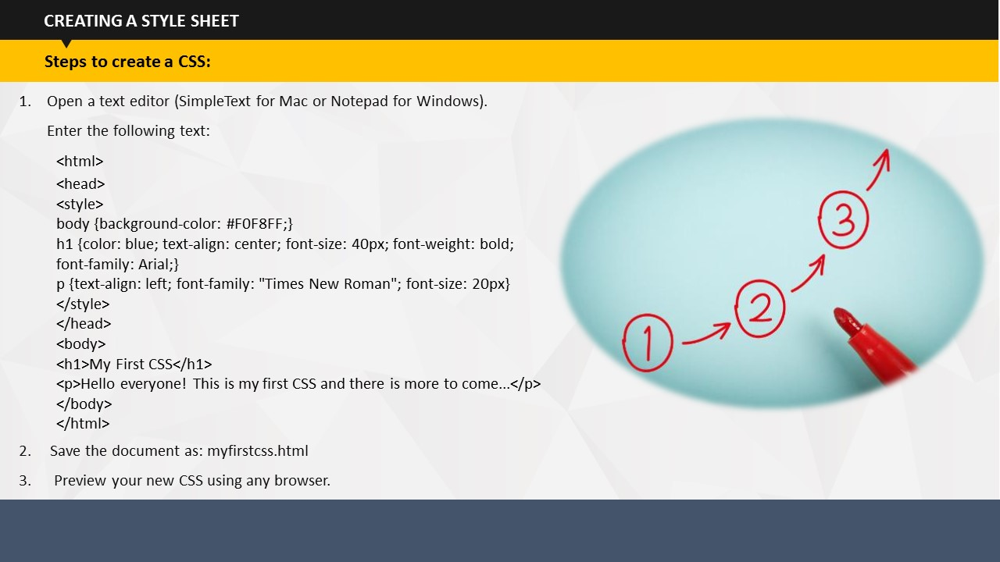 CREATING A STYLE SHEET
Steps to create a CSS:
1. Open a text editor (SimpleText for Mac or Notepad for Windows).
Enter the following text:
<html>
<head>
<style>
body {background-color: #F0F8FF;}
h1 {color: blue; text-align: center; font-size: 40px; font-weight: bold;
font-family: Arial;}
p {text-align: left; font-family: "Times New Roman"; font-size: 20px}
</style>
</head>
<body>
<h1>My First CSS</h1>
<p>Hello everyone! This is my first CSS and there is more to come...</p>
</body>
</html>
2. Save the document as: myfirstcss.html
3. Preview your new CSS using any browser.
1
2
3